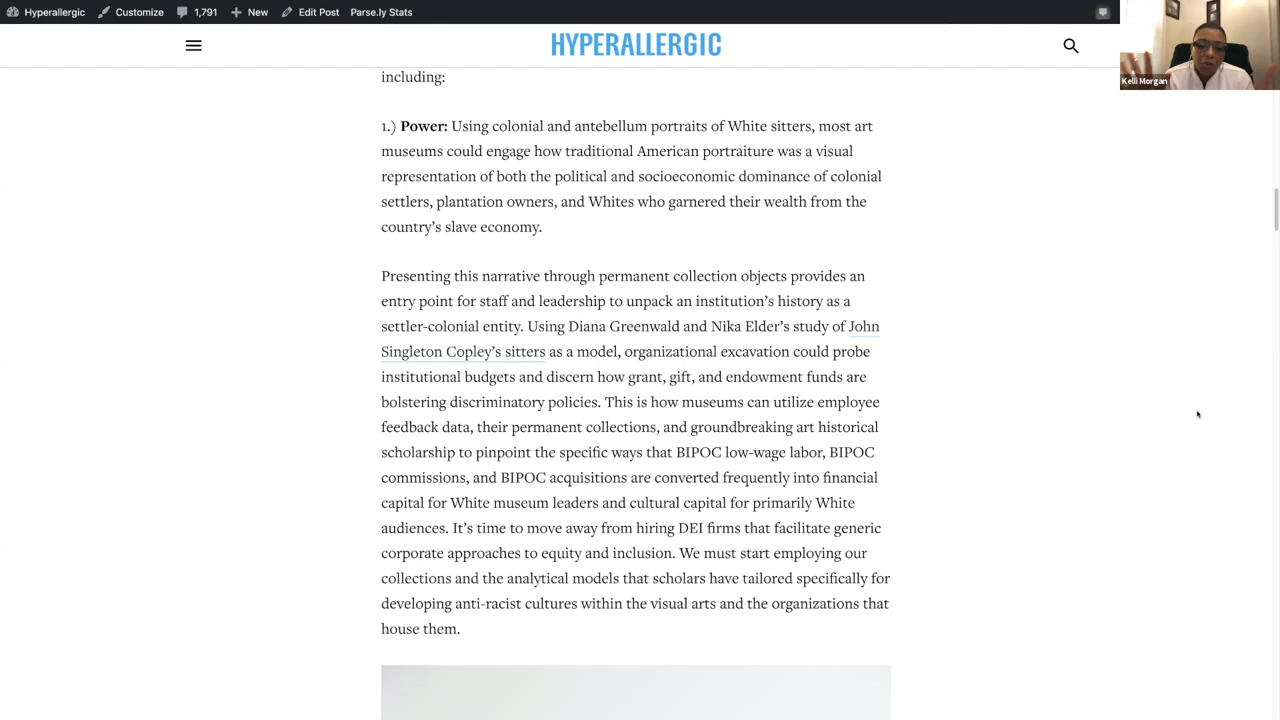 Hyperallergic Customize 1,791 New Edit Post Parse.ly Stats
HYPERALLERGIC
Kelli Morgan
including:
1.) Power: Using colonial and antebellum portraits of White sitters, most art
museums could engage how traditional American portraiture was a visual
representation of both the political and socioeconomic dominance of colonial
settlers, plantation owners, and Whites who garnered their wealth from the
country’s slave economy.
Presenting this narrative through permanent collection objects provides an
entry point for staff and leadership to unpack an institution’s history as a
settler-colonial entity. Using Diana Greenwald and Nika Elder’s study of John
Singleton Copley’s sitters as a model, organizational excavation could probe
institutional budgets and discern how grant, gift, and endowment funds are
bolstering discriminatory policies. This is how museums can utilize employee
feedback data, their permanent collections, and groundbreaking art historical
scholarship to pinpoint the specific ways that BIPOC low-wage labor, BIPOC
commissions, and BIPOC acquisitions are converted frequently into financial
capital for White museum leaders and cultural capital for primarily White
audiences. It’s time to move away from hiring DEI firms that facilitate generic
corporate approaches to equity and inclusion. We must start employing our
collections and the analytical models that scholars have tailored specifically for
developing anti-racist cultures within the visual arts and the organizations that
house them.